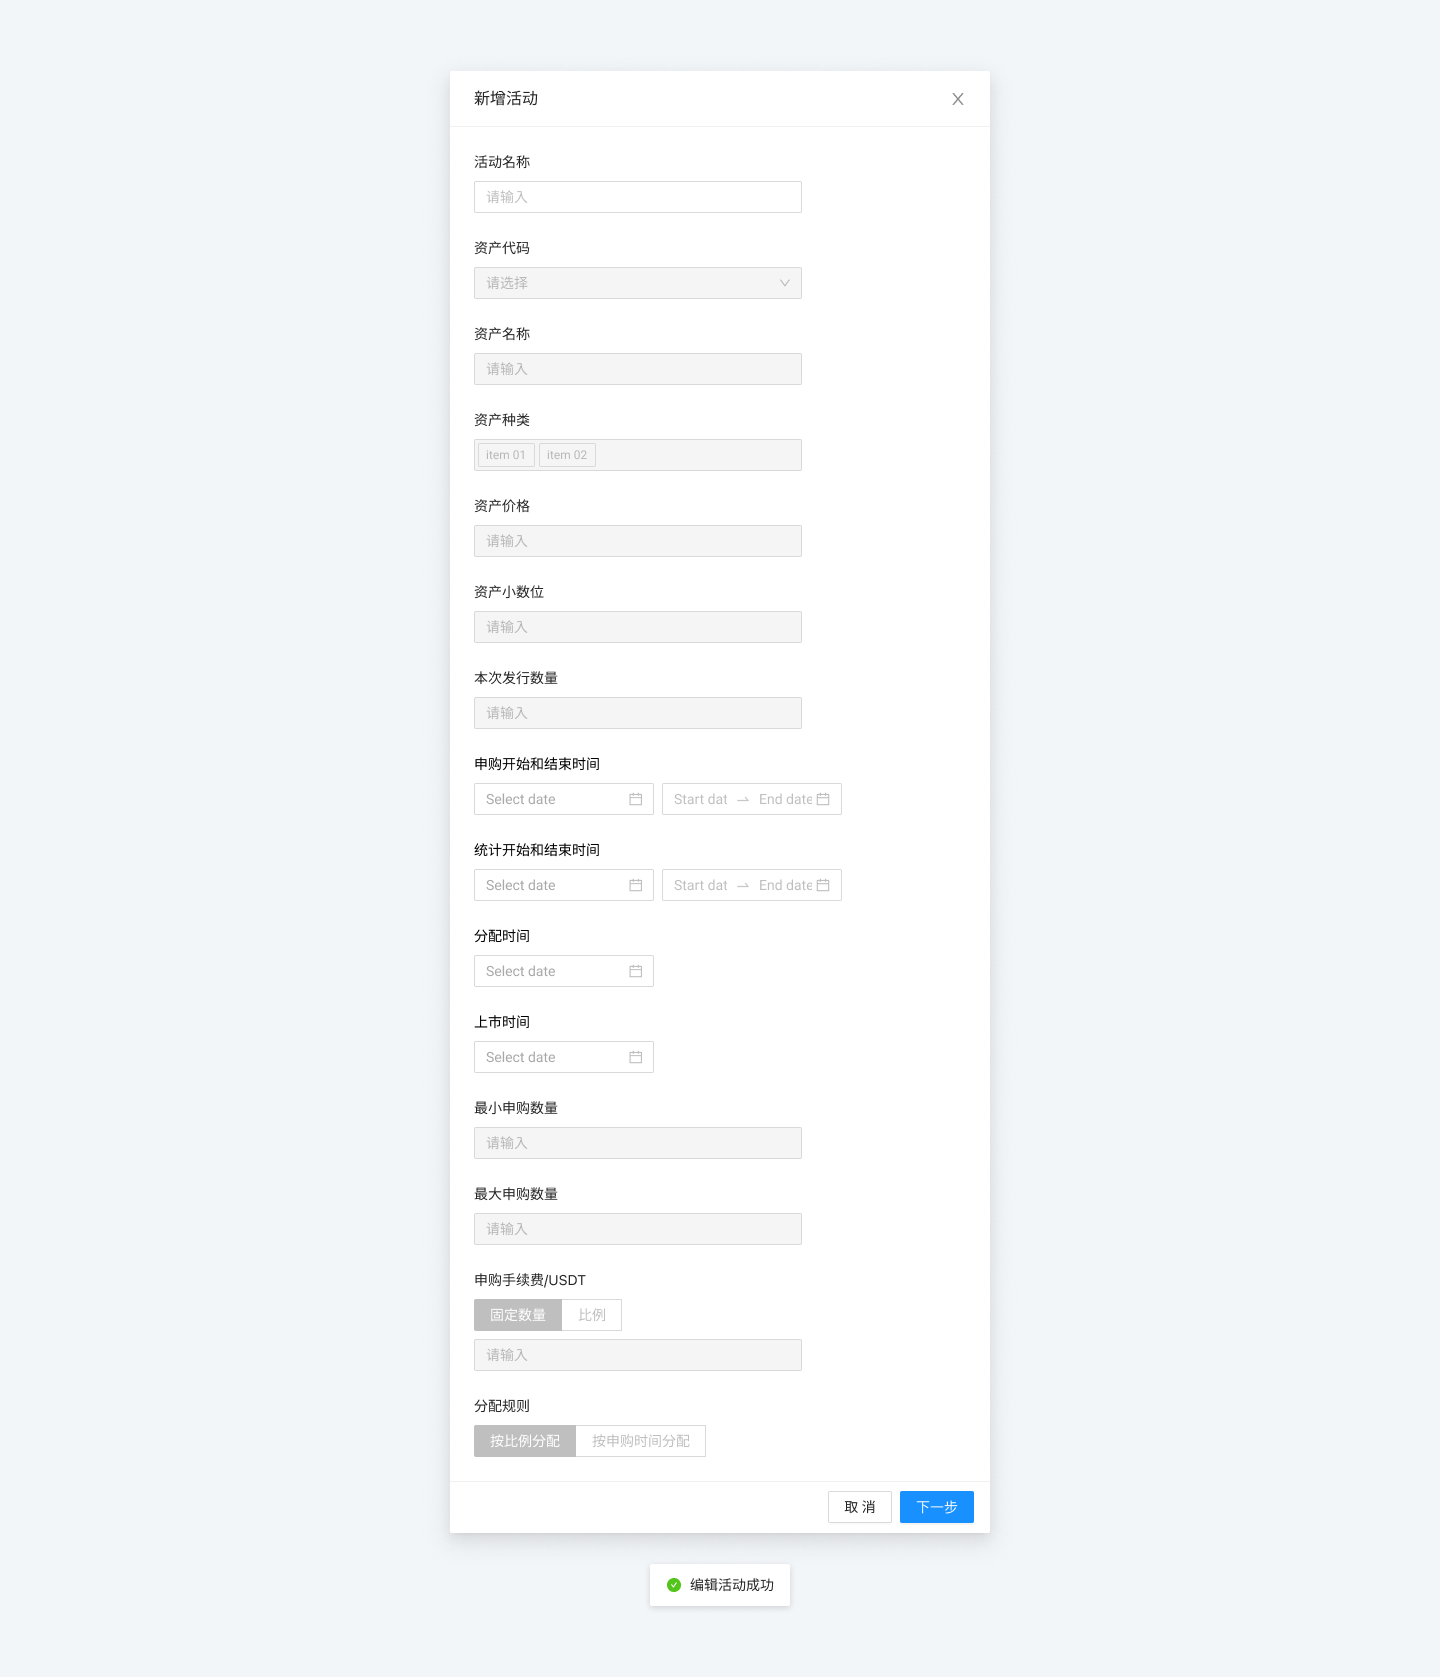 新增活动
活动名称
请输入
资产代码
请选择
资产名称
请输入
资产种类
item 01 item 02
资产价格
请输入
资产小数位
请输入
本次发行数量
请输入
申购开始和结束时间
Select date Start dat End date
统计开始和结束时间
Select date Start dat End date
分配时间
Select date
上市时间
Select date
最小申购数量
请输入
最大申购数量
请输入
申购手续费/USDT
固定数量 比例
请输入
分配规则
按比例分配 按申购时间分配
取 消 下一步
编辑活动成功